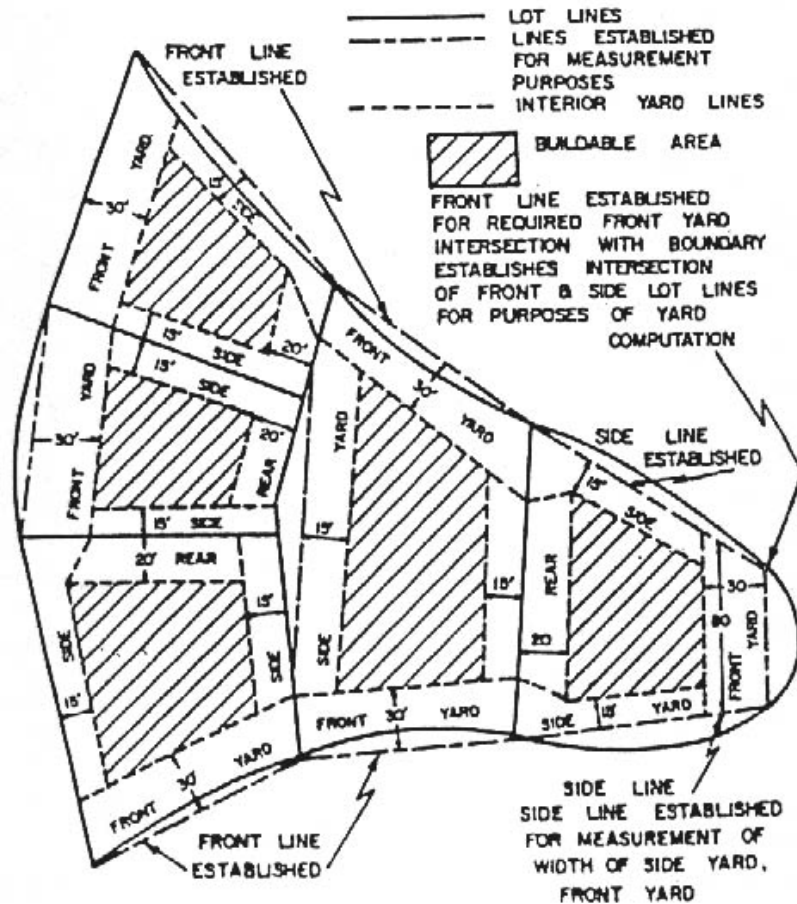 LOT LINES
LINES ESTABLISHED
FOR MEASUREMENT
PURPOSES
INTERIOR YARD LINES
BUILDABLE AREA
FRONT LINE ESTABLISHED
FOR REQUIRED FRONT YARD
INTERSECTION WITH BOUNDARY
ESTABLISHES INTERSECTION
OF FRONT & SIDE LOT LINES
FOR PURPOSES OF YARD
COMPUTATION
FRONT LINE
ESTABLISHED
YARD
30'
FRONT
15'
SIDE
15'
SIDE
20'
15'
SIDE
YARD
30'
FRONT
20'
REAR
15'
SIDE
20'
REAR
SIDE
15'
15'
SIDE
FRONT
30'
YARD
FRONT
30'
YARD
YARD
15'
SIDE
15'
FRONT
30'
YARD
SIDE LINE
ESTABLISHED
15'
SIDE
REAR
20
30
80
FRONT YARD
SIDE
15'
YARD
FRONT LINE
ESTABLISHED
SIDE LINE
SIDE LINE ESTABLISHED
FOR MEASUREMENT OF
WIDTH OF SIDE YARD,
FRONT YARD